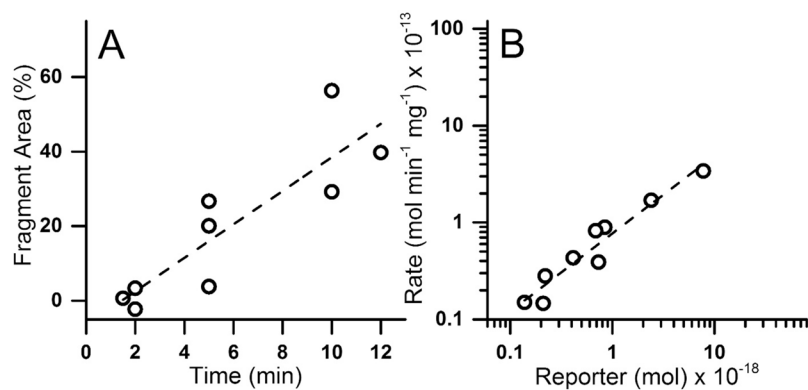 A
Fragment Area (%)
60
40
20
0
0 2 4 6 8 10 12
Time (min)
B
Rate (mol min⁻¹ mg⁻¹) x 10⁻¹³
100
10
1
0.1
0.1 1 10
Reporter (mol) x 10⁻¹⁸